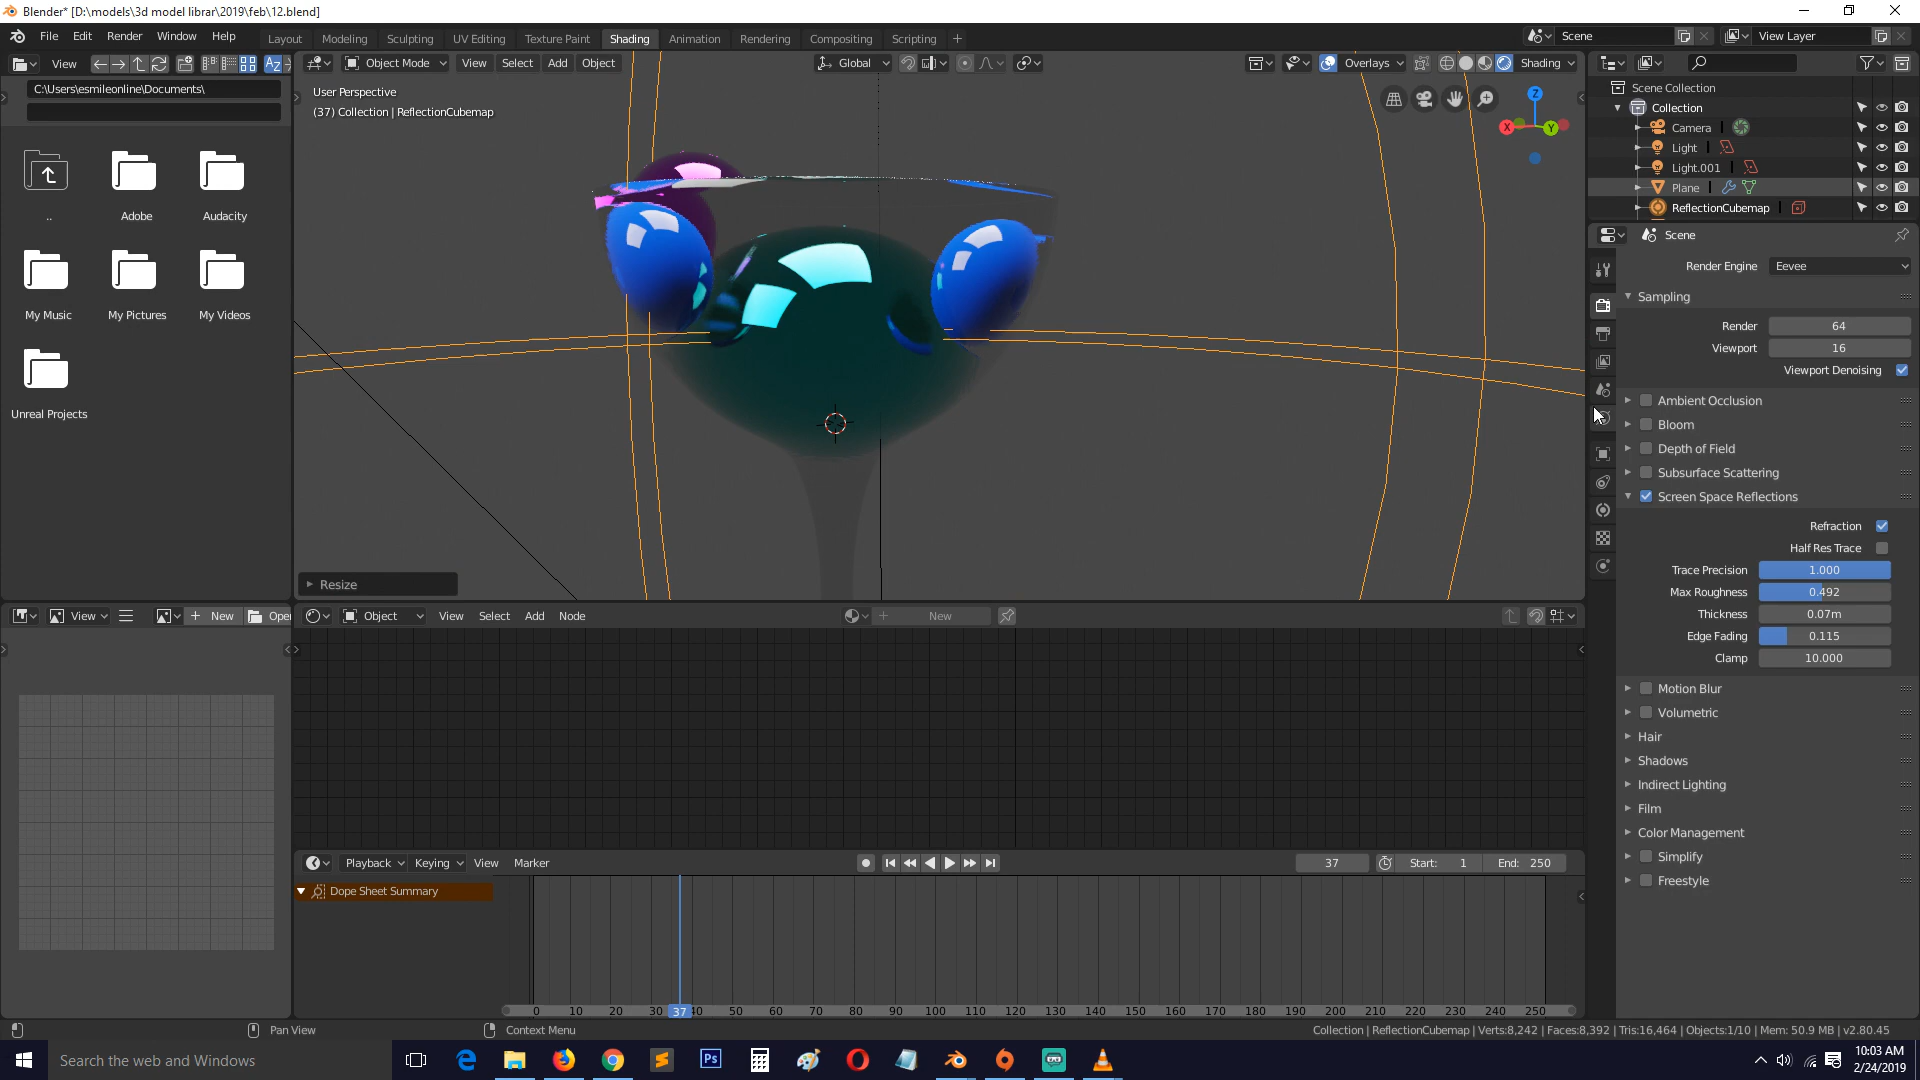 Blender* [D:\models\3d model librar\2019\feb\12.blend]
File Edit Render Window Help
Layout Modeling Sculpting UV Editing Texture Paint Shading Animation Rendering Compositing Scripting +
Scene
View Layer
View
Az
Object Mode View Select Add Object
Global
Overlays
Shading
C:\Users\esmileonline\Documents\
..
Adobe
Audacity
My Music
My Pictures
My Videos
Unreal Projects
User Perspective
(37) Collection | ReflectionCubemap
Z
X
Y
Resize
Scene Collection
Collection
Camera
Light
Light.001
Plane
ReflectionCubemap
Scene
Render Engine Eevee
Sampling
Render 64
Viewport 16
Viewport Denoising
Ambient Occlusion
Bloom
Depth of Field
Subsurface Scattering
Screen Space Reflections
Refraction
Half Res Trace
Trace Precision 1.000
Max Roughness 0.492
Thickness 0.07m
Edge Fading 0.115
Clamp 10.000
Motion Blur
Volumetric
Hair
Shadows
Indirect Lighting
Film
Color Management
Simplify
Freestyle
View
New
Open
Object View Select Add Node
New
Playback Keying View Marker
37 Start: 1 End: 250
Dope Sheet Summary
0 10 20 30 37 40 50 60 70 80 90 100 110 120 130 140 150 160 170 180 190 200 210 220 230 240 250
Pan View
Context Menu
Collection | ReflectionCubemap | Verts:8,242 | Faces:8,392 | Tris:16,464 | Objects:1/10 | Mem: 50.9 MB | v2.80.45
Search the web and Windows
Ps
10:03 AM
2/24/2019